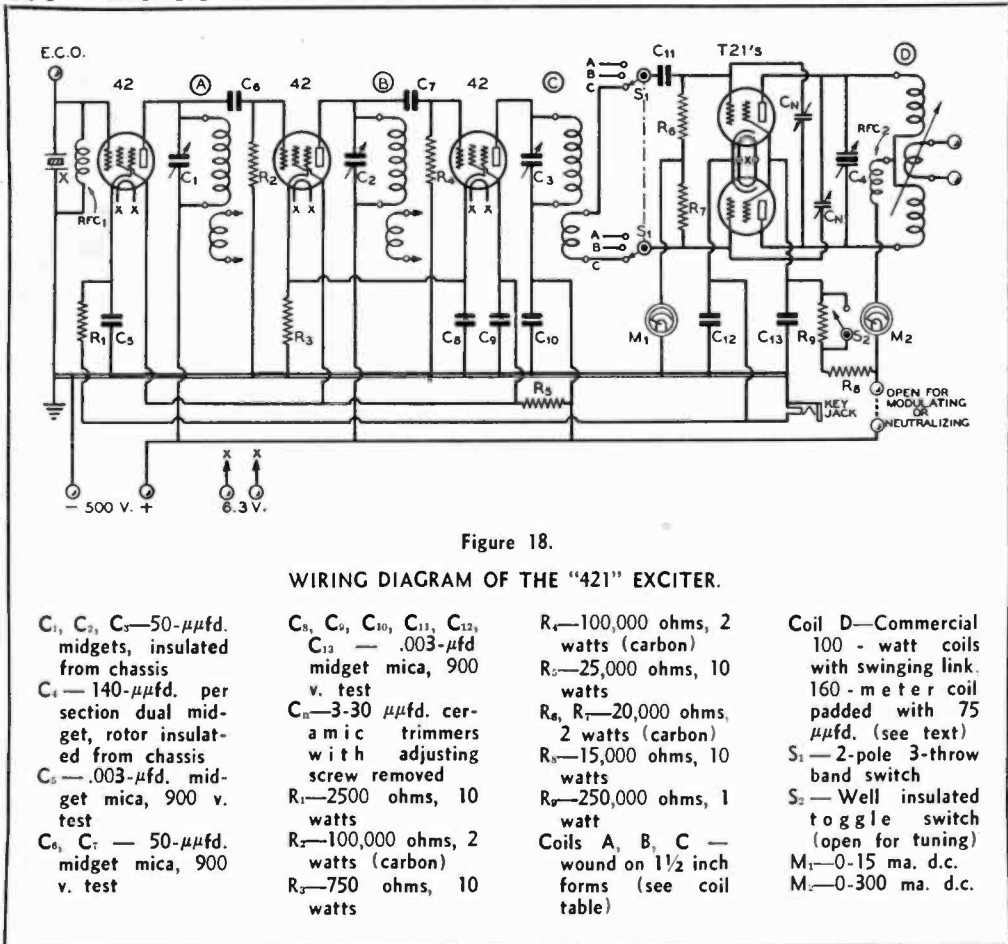 E.C.O.
42
A
C₆
42
B
C₇
42
C
C₁₁
T21's
D
A
B
C
S₁
X
RFC₁
C₁
R₂
C₂
R₄
C₃
R₆
R₇
C_N
C_N
C₄
RFC₂
X X
X X
X X
X
A
B
C
S₁
R₁
C₅
R₃
C₈
C₉
C₁₀
M₁
C₁₂
C₁₃
R₉
S₂
M₂
R₅
R₈
KEY
JACK
OPEN FOR
MODULATING
OR
NEUTRALIZING
X X
- 500 V. +
6.3 V.
Figure 18.
WIRING DIAGRAM OF THE "421" EXCITER.
C₁, C₂, C₃—50-μμfd.
midgets, insulated
from chassis
C₄ — 140-μμfd. per
section dual mid-
get, rotor insulat-
ed from chassis
C₅ — .003-μfd. mid-
get mica, 900 v.
test
C₆, C₇ — 50-μμfd.
midget mica, 900
v. test
C₈, C₉, C₁₀, C₁₁, C₁₂,
C₁₃ — .003-μfd
midget mica, 900
v. test
Cₙ—3-30 μμfd. cer-
amic trimmers
with adjusting
screw removed
R₁—2500 ohms, 10
watts
R₂—100,000 ohms, 2
watts (carbon)
R₃—750 ohms, 10
watts
R₄—100,000 ohms, 2
watts (carbon)
R₅—25,000 ohms, 10
watts
R₆, R₇—20,000 ohms,
2 watts (carbon)
R₈—15,000 ohms, 10
watts
R₉—250,000 ohms, 1
watt
Coils A, B, C —
wound on 1½ inch
forms (see coil
table)
Coil D—Commercial
100 - watt coils
with swinging link.
160 - meter coil
padded with 75
μμfd. (see text)
S₁ — 2-pole 3-throw
band switch
S₂ — Well insulated
toggle switch
(open for tuning)
M₁—0-15 ma. d.c.
M₂—0-300 ma. d.c.